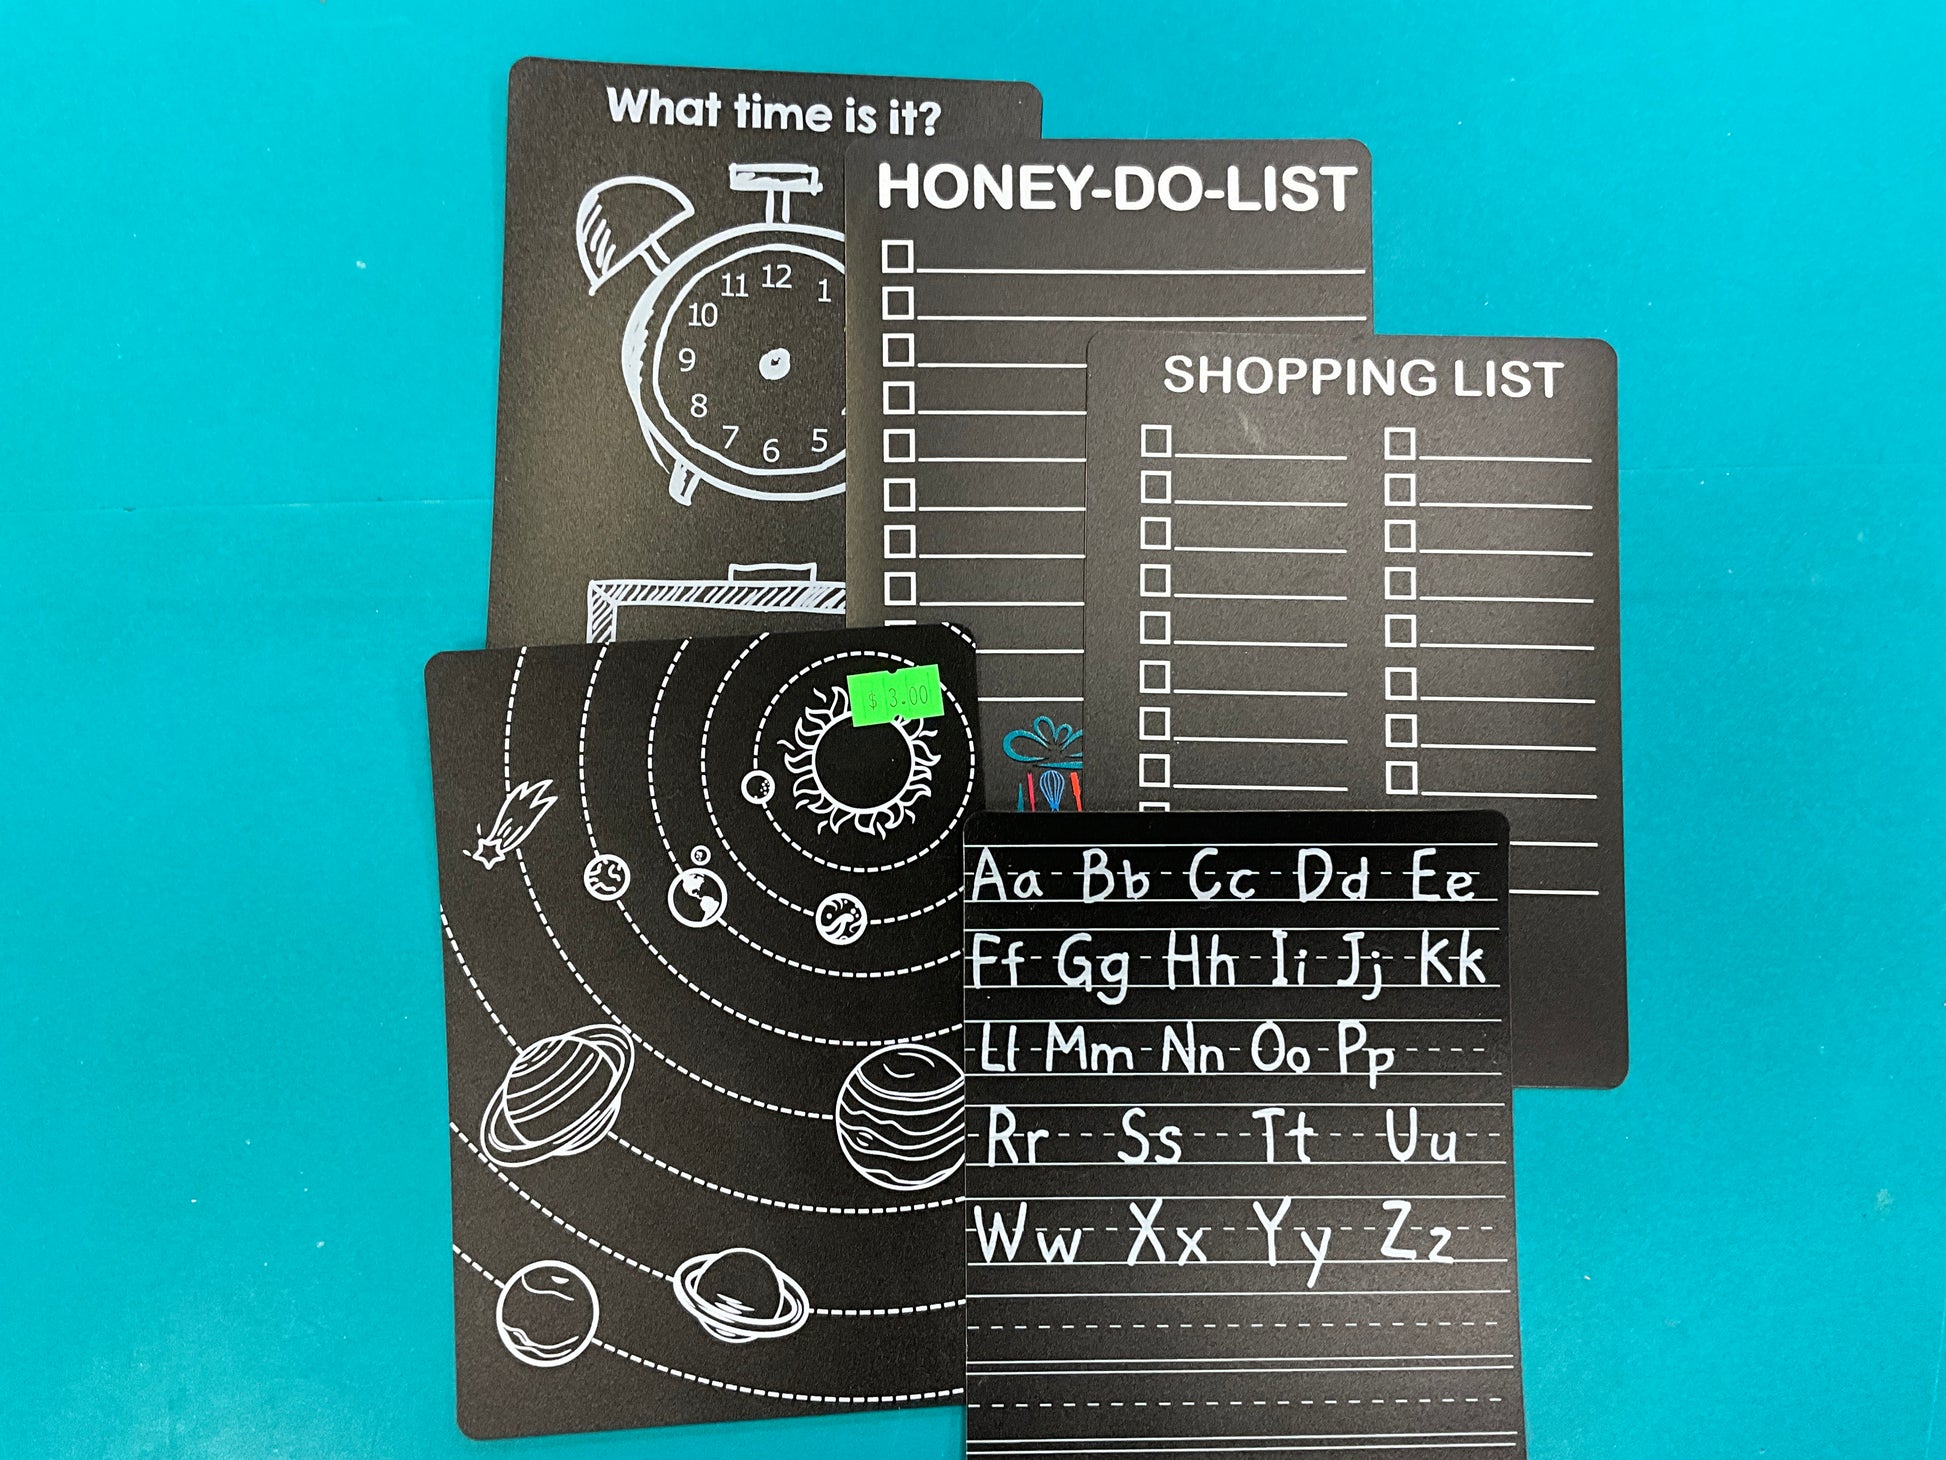 What time is it?
11 12 1
10
9
8
7 6 5
HONEY-DO-LIST
SHOPPING LIST
$ 3.00
Aa Bb Cc Dd Ee
Ff Gg Hh Ii Jj Kk
Ll Mm Nn Oo Pp
Rr Ss Tt Uu
Ww Xx Yy Zz